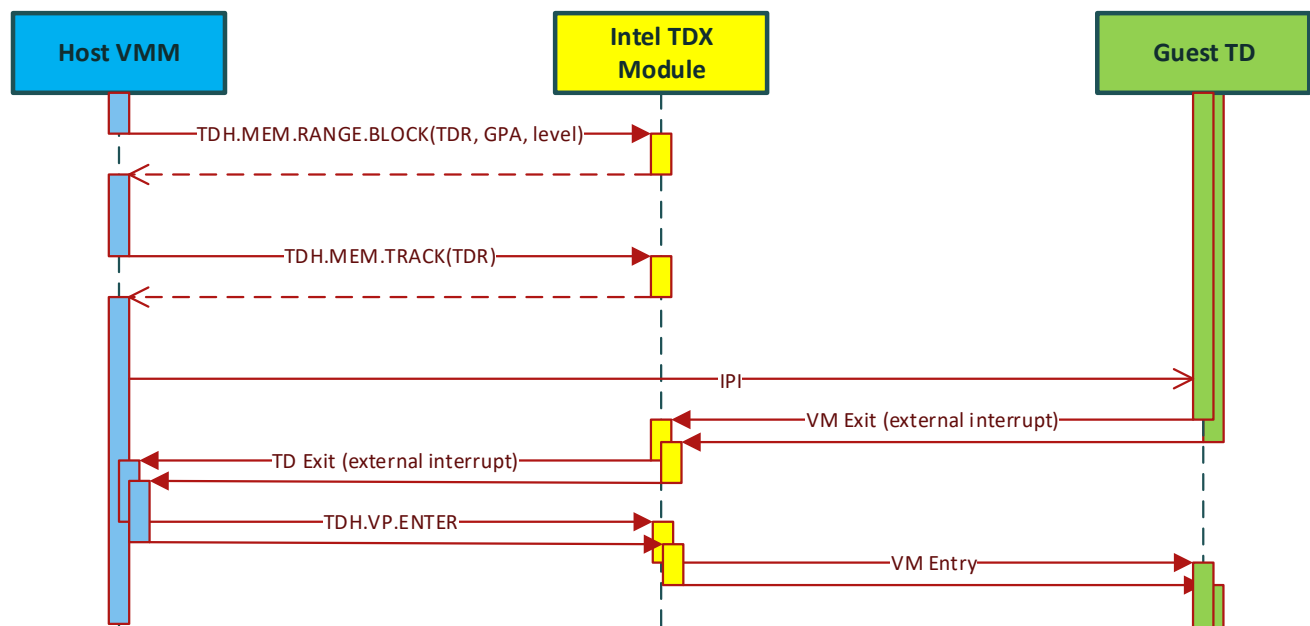 Host VMM
Intel TDX
Module
Guest TD
TDH.MEM.RANGE.BLOCK(TDR, GPA, level)
TDH.MEM.TRACK(TDR)
IPI
VM Exit (external interrupt)
TD Exit (external interrupt)
TDH.VP.ENTER
VM Entry